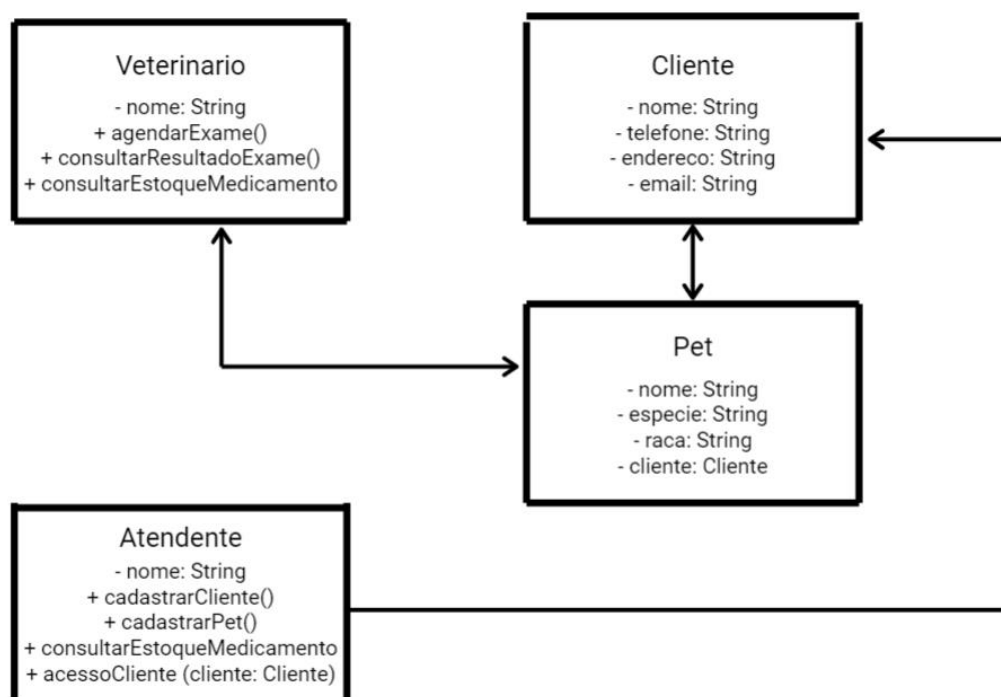 Veterinario
- nome: String
+ agendarExame()
+ consultarResultadoExame()
+ consultarEstoqueMedicamento
Cliente
- nome: String
- telefone: String
- endereco: String
- email: String
Pet
- nome: String
- especie: String
- raca: String
- cliente: Cliente
Atendente
- nome: String
+ cadastrarCliente()
+ cadastrarPet()
+ consultarEstoqueMedicamento
+ acessoCliente (cliente: Cliente)